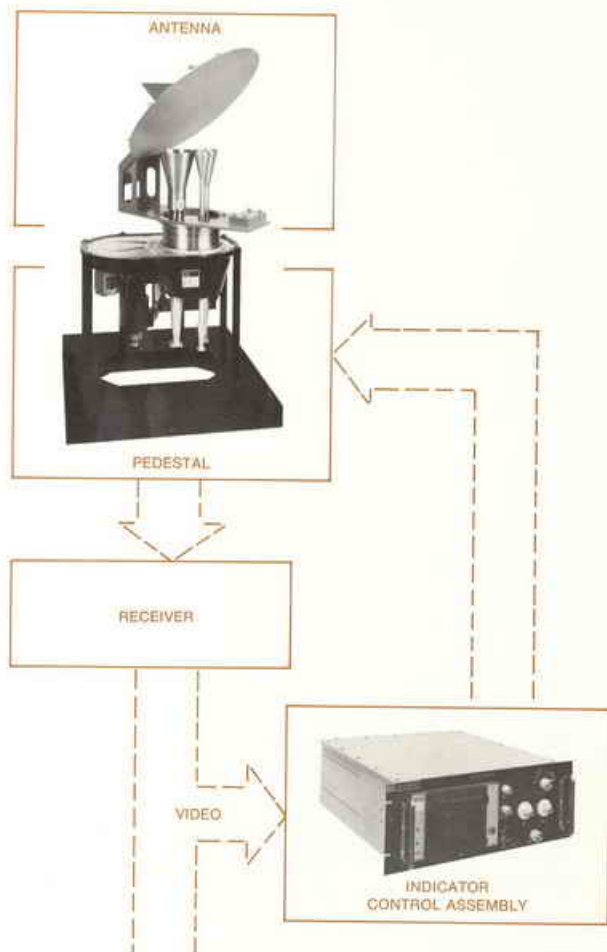 ANTENNA
PEDESTAL
RECEIVER
VIDEO
INDICATOR
CONTROL ASSEMBLY